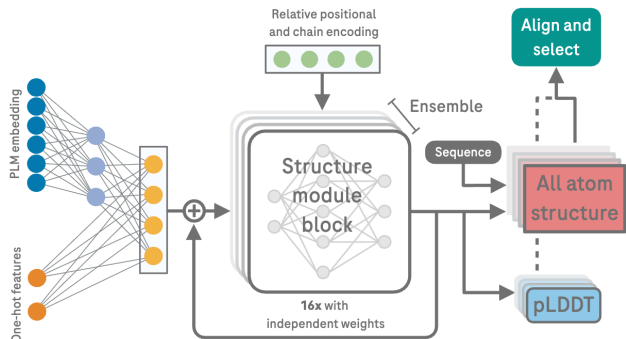 Relative positional
and chain encoding
Align and
select
PLM embedding
Ensemble
Structure
module
block
Sequence
All atom
structure
16x with
independent weights
pLDDT
One-hot features